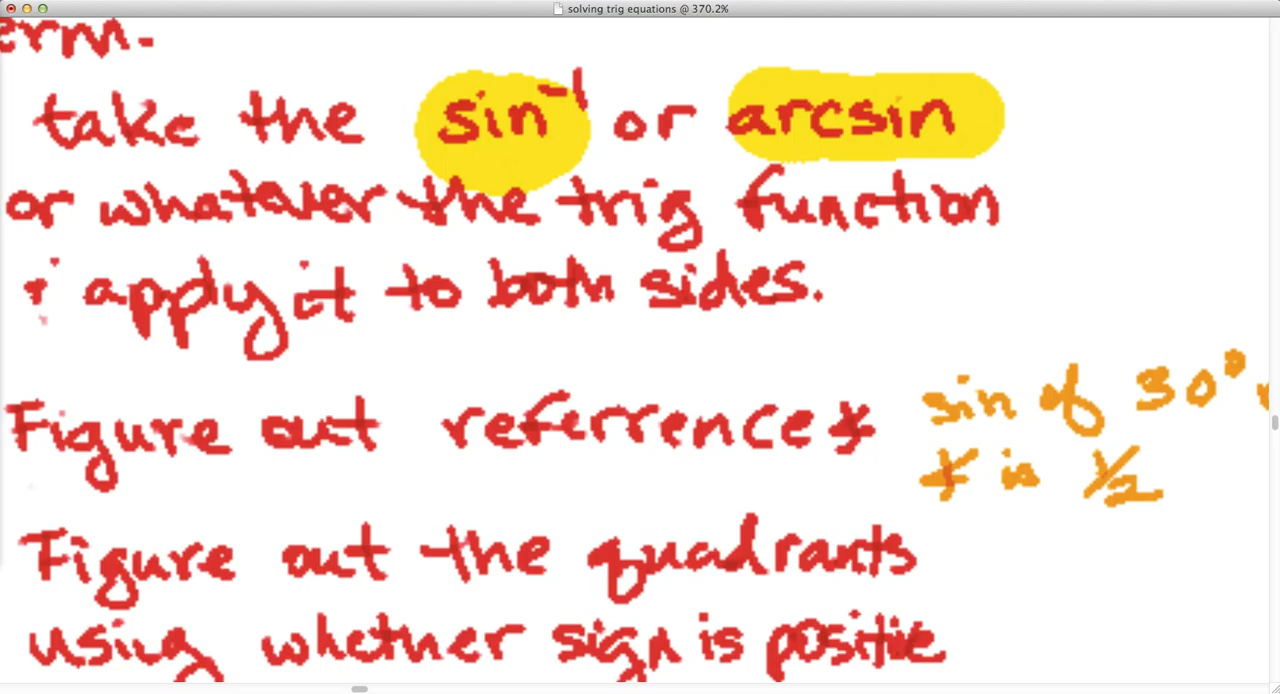 solving trig equations @ 370.2%
erm.
take the sin⁻¹ or arcsin
or whatever the trig function
apply it to both sides.
Figure out reference ∡
sin of 30°
∡ is 1/2
Figure out the quadrants
using whether sign is positie